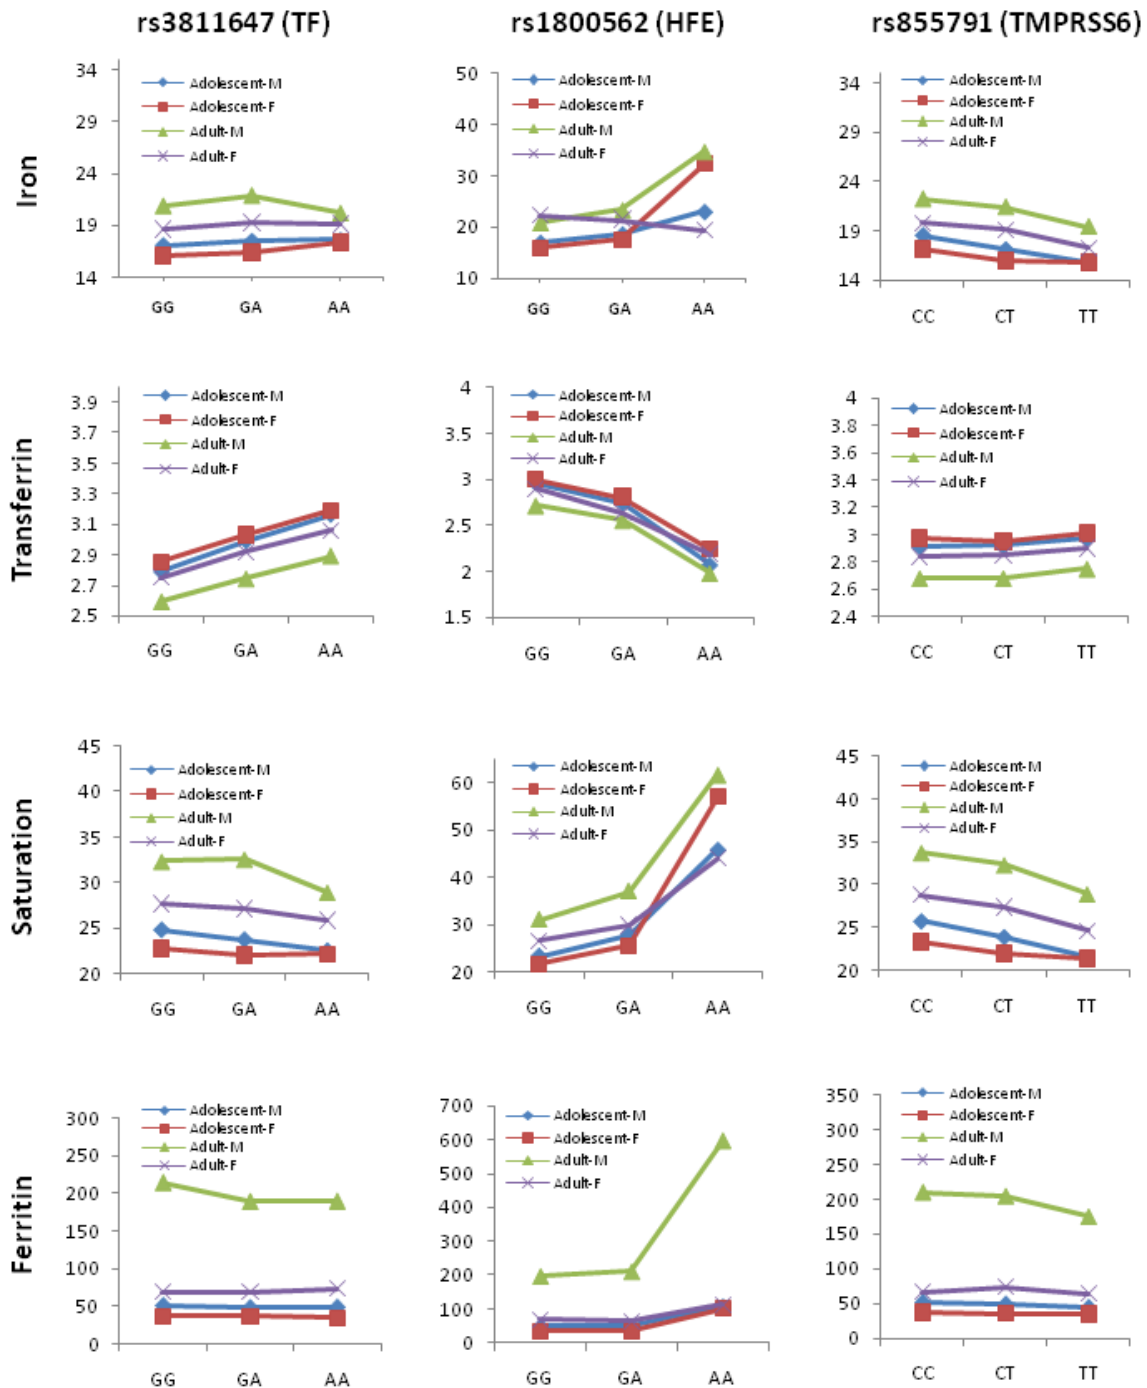 rs3811647 (TF)
rs1800562 (HFE)
rs855791 (TMPRSS6)
Iron
34
29
24
19
14
Adolescent-M
Adolescent-F
Adult-M
Adult-F
GG
GA
AA
50
40
30
20
10
Adolescent-M
Adolescent-F
Adult-M
Adult-F
GG
GA
AA
34
29
24
19
14
Adolescent-M
Adolescent-F
Adult-M
Adult-F
CC
CT
TT
Transferrin
3.9
3.7
3.5
3.3
3.1
2.9
2.7
2.5
Adolescent-M
Adolescent-F
Adult-M
Adult-F
GG
GA
AA
4
3.5
3
2.5
2
1.5
Adolescent-M
Adolescent-F
Adult-M
Adult-F
GG
GA
AA
4
3.8
3.6
3.4
3.2
3
2.8
2.6
2.4
Adolescent-M
Adolescent-F
Adult-M
Adult-F
CC
CT
TT
Saturation
45
40
35
30
25
20
Adolescent-M
Adolescent-F
Adult-M
Adult-F
GG
GA
AA
60
50
40
30
20
Adolescent-M
Adolescent-F
Adult-M
Adult-F
GG
GA
AA
45
40
35
30
25
20
Adolescent-M
Adolescent-F
Adult-M
Adult-F
CC
CT
TT
Ferritin
300
250
200
150
100
50
0
Adolescent-M
Adolescent-F
Adult-M
Adult-F
GG
GA
AA
700
600
500
400
300
200
100
0
Adolescent-M
Adolescent-F
Adult-M
Adult-F
GG
GA
AA
350
300
250
200
150
100
50
0
Adolescent-M
Adolescent-F
Adult-M
Adult-F
CC
CT
TT